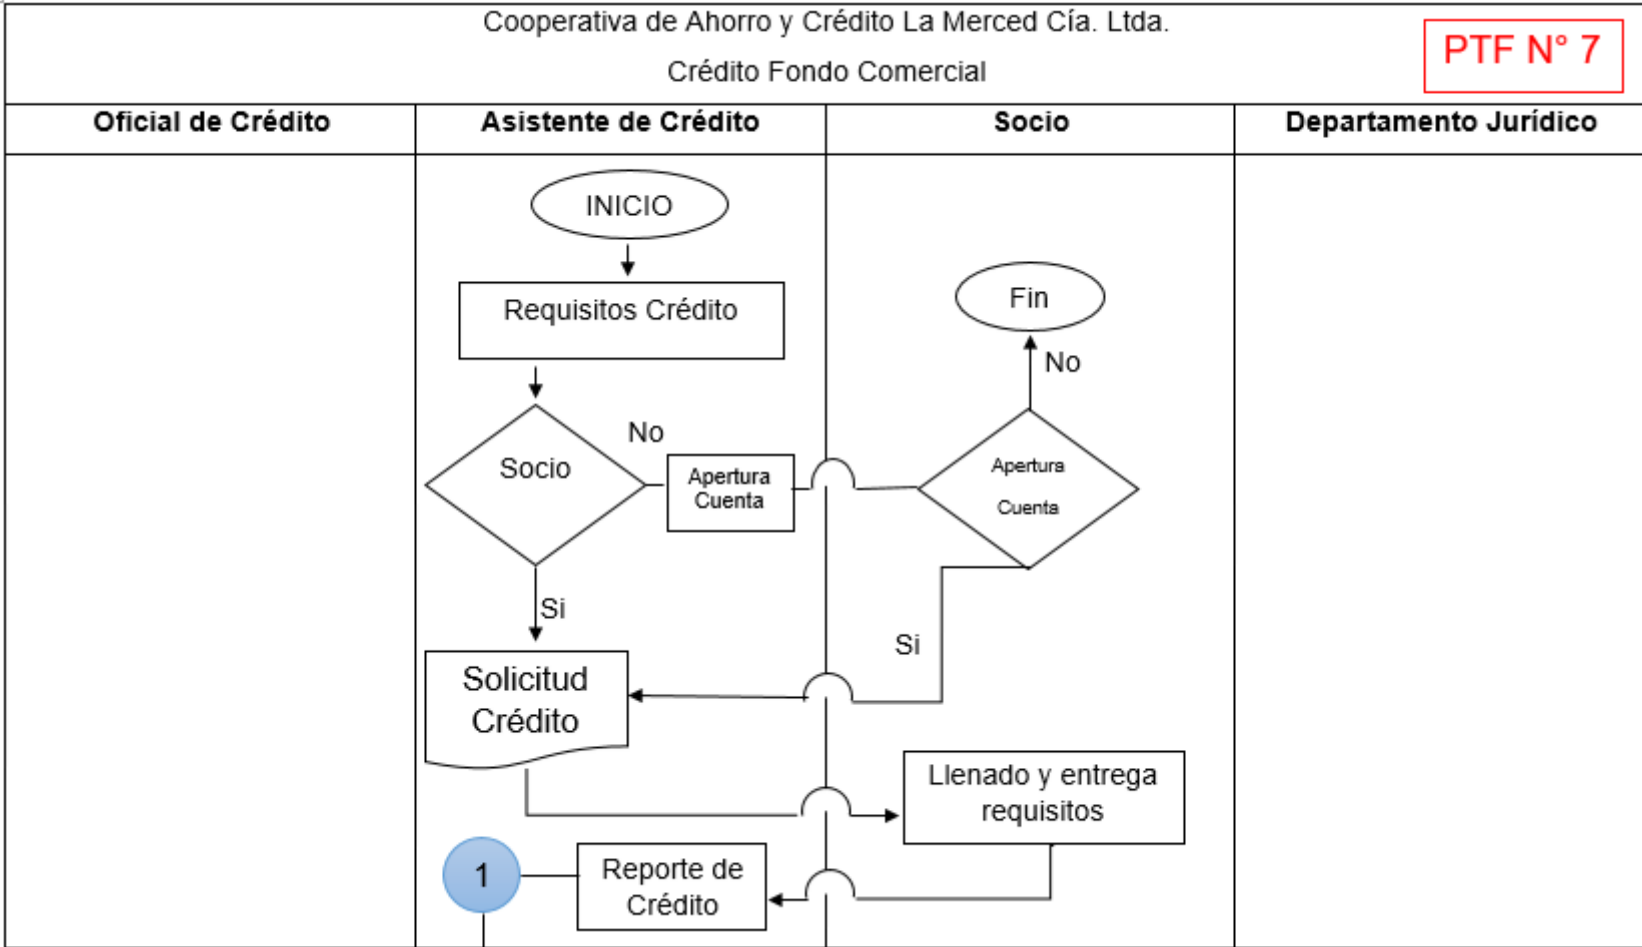 Cooperativa de Ahorro y Crédito La Merced Cía. Ltda.
Crédito Fondo Comercial
PTF N° 7
Oficial de Crédito
Asistente de Crédito
Socio
Departamento Jurídico
INICIO
Requisitos Crédito
Fin
No
Socio
No
Apertura
Cuenta
Apertura
Cuenta
Si
Si
Solicitud
Crédito
Llenado y entrega
requisitos
1
Reporte de
Crédito